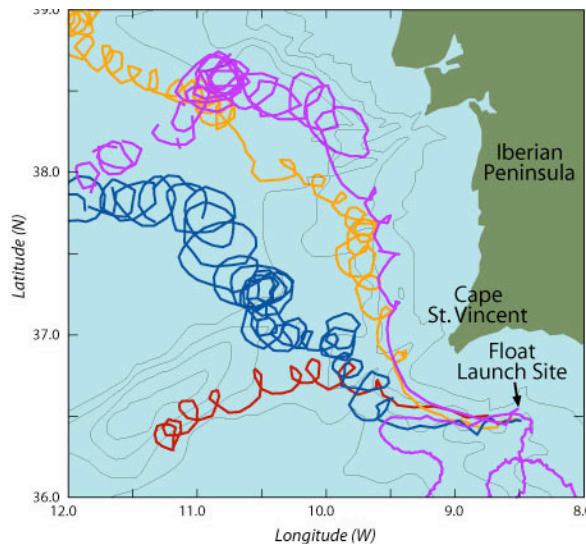 39.0
Iberian
Peninsula
38.0
Latitude (N)
Cape
St. Vincent
37.0
Float
Launch Site
36.0
12.0
11.0
10.0
9.0
8.0
Longitude (W)